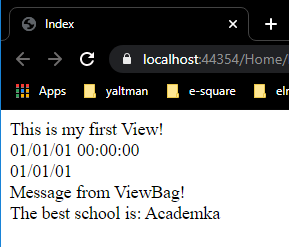 Index
localhost:44354/Home/
Apps yaltman e-square
This is my first View!
01/01/01 00:00:00
01/01/01
Message from ViewBag!
The best school is: Academka